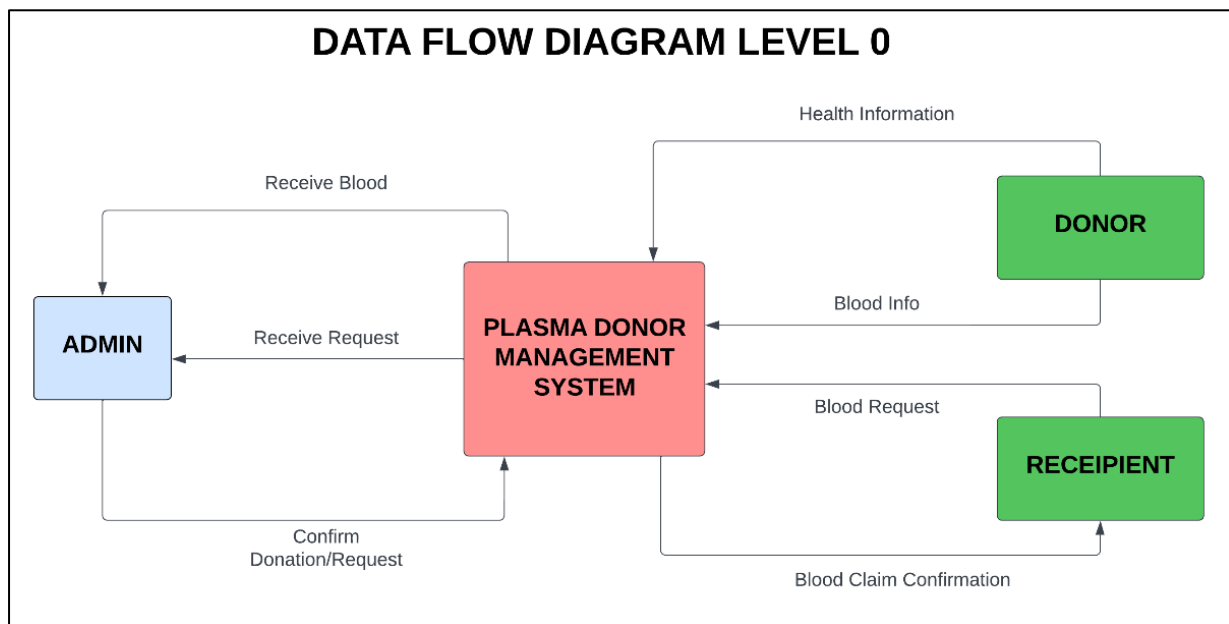 DATA FLOW DIAGRAM LEVEL 0
Health Information
Receive Blood
DONOR
Blood Info
Receive Request
ADMIN
PLASMA DONOR
MANAGEMENT
SYSTEM
Blood Request
RECEIPIENT
Confirm
Donation/Request
Blood Claim Confirmation